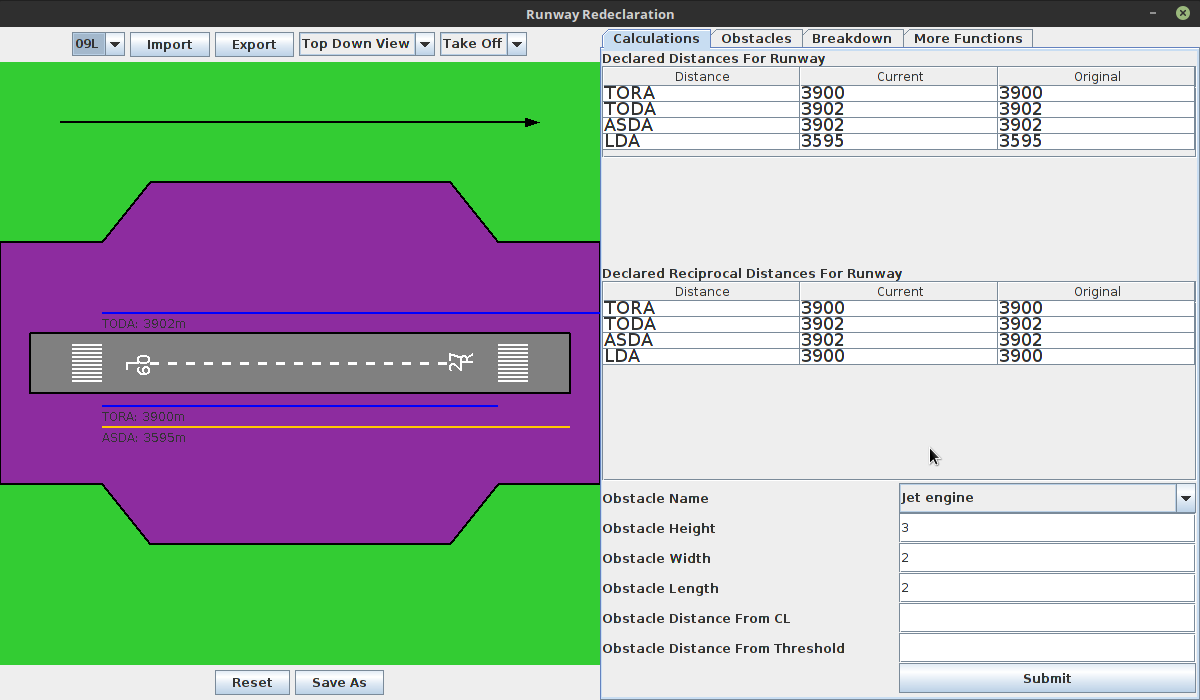 Runway Redeclaration
09L Import Export Top Down View Take Off
TODA: 3902m
09L 27R
TORA: 3900m
ASDA: 3595m
Reset Save As
Calculations Obstacles Breakdown More Functions
Declared Distances For Runway
Distance Current Original
TORA 3900 3900
TODA 3902 3902
ASDA 3902 3902
LDA 3595 3595
Declared Reciprocal Distances For Runway
Distance Current Original
TORA 3900 3900
TODA 3902 3902
ASDA 3902 3902
LDA 3900 3900
Obstacle Name Jet engine
Obstacle Height 3
Obstacle Width 2
Obstacle Length 2
Obstacle Distance From CL
Obstacle Distance From Threshold
Submit